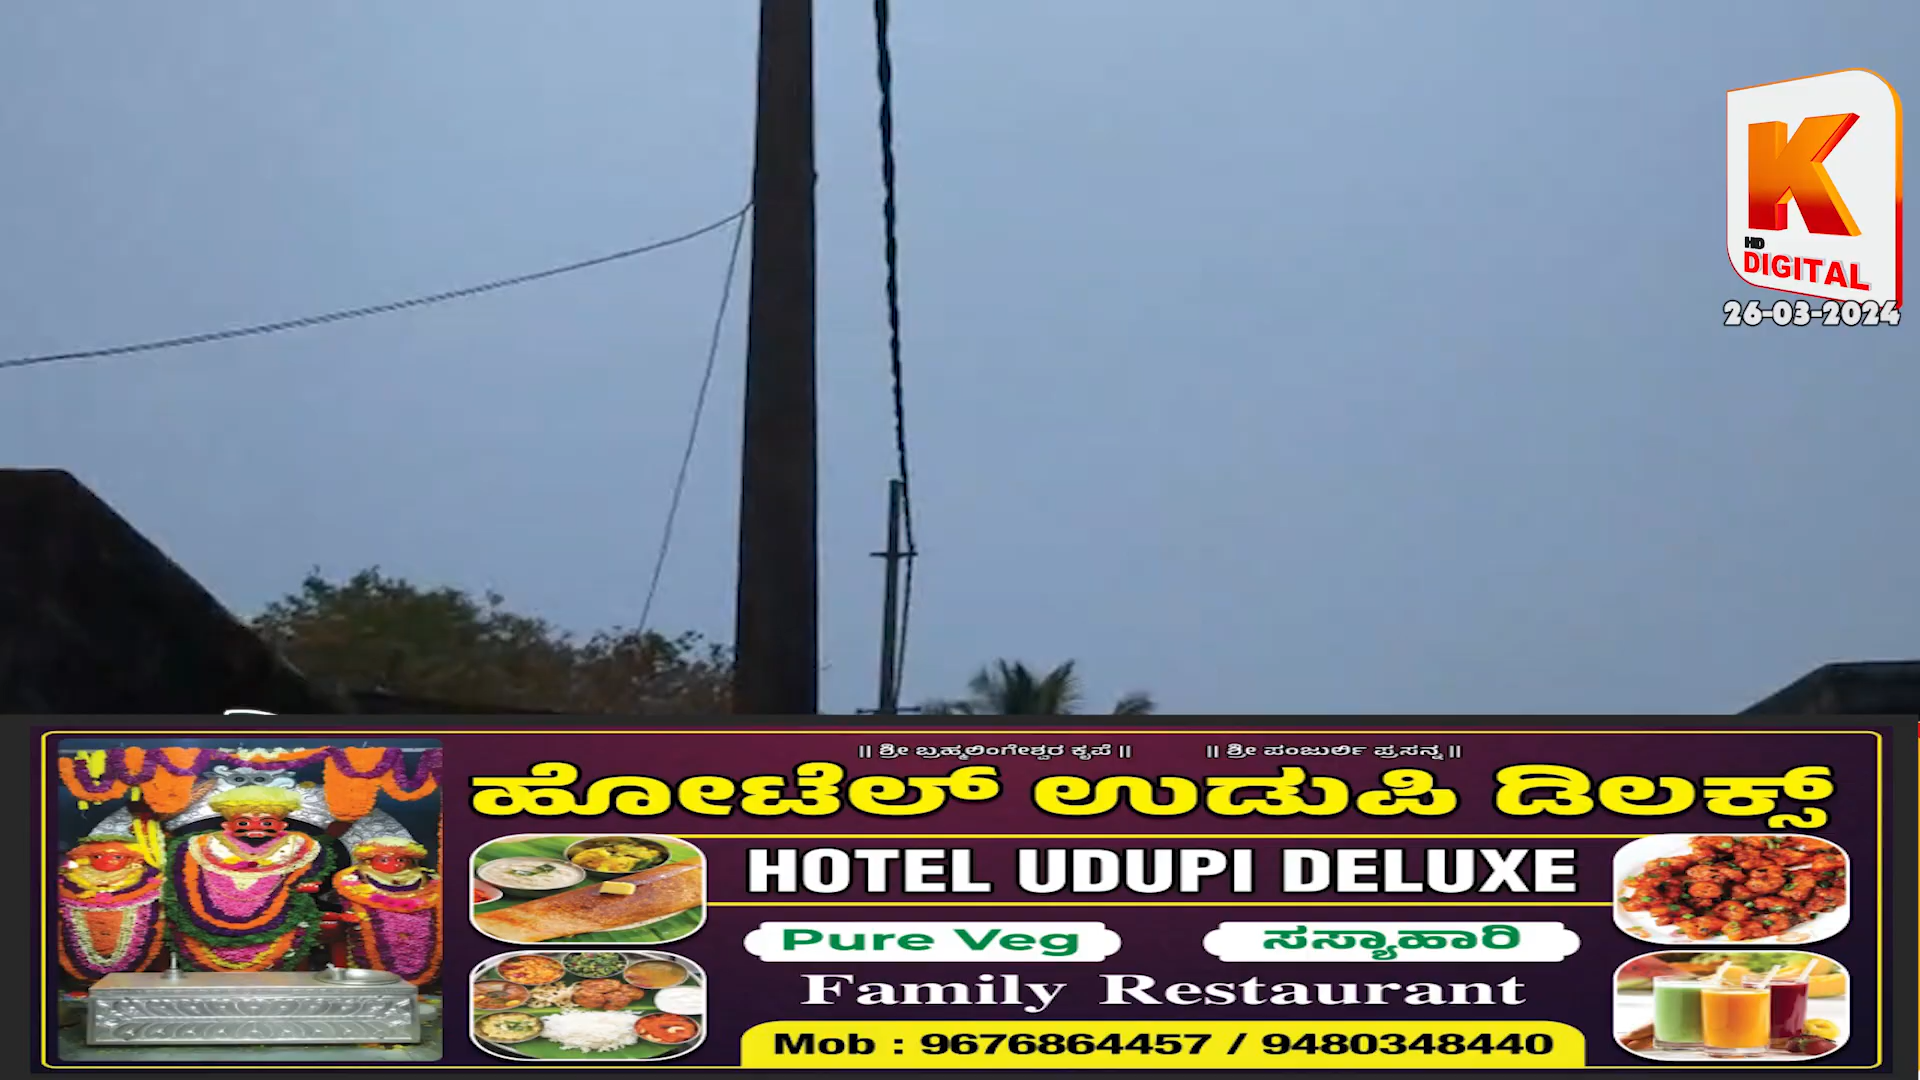 K
HD
DIGITAL
26-03-2024
|| ಶ್ರೀ ಬ್ರಹ್ಮಲಿಂಗೇಶ್ವರ ಕೃಪೆ || || ಶ್ರೀ ಪಂಜುರ್ಲಿ ಪ್ರಸನ್ನ ||
ಹೋಟೆಲ್ ಉಡುಪಿ ಡಿಲಕ್ಸ್
HOTEL UDUPI DELUXE
Pure Veg ಸಸ್ಯಾಹಾರಿ
Family Restaurant
Mob : 9676864457 / 9480348440